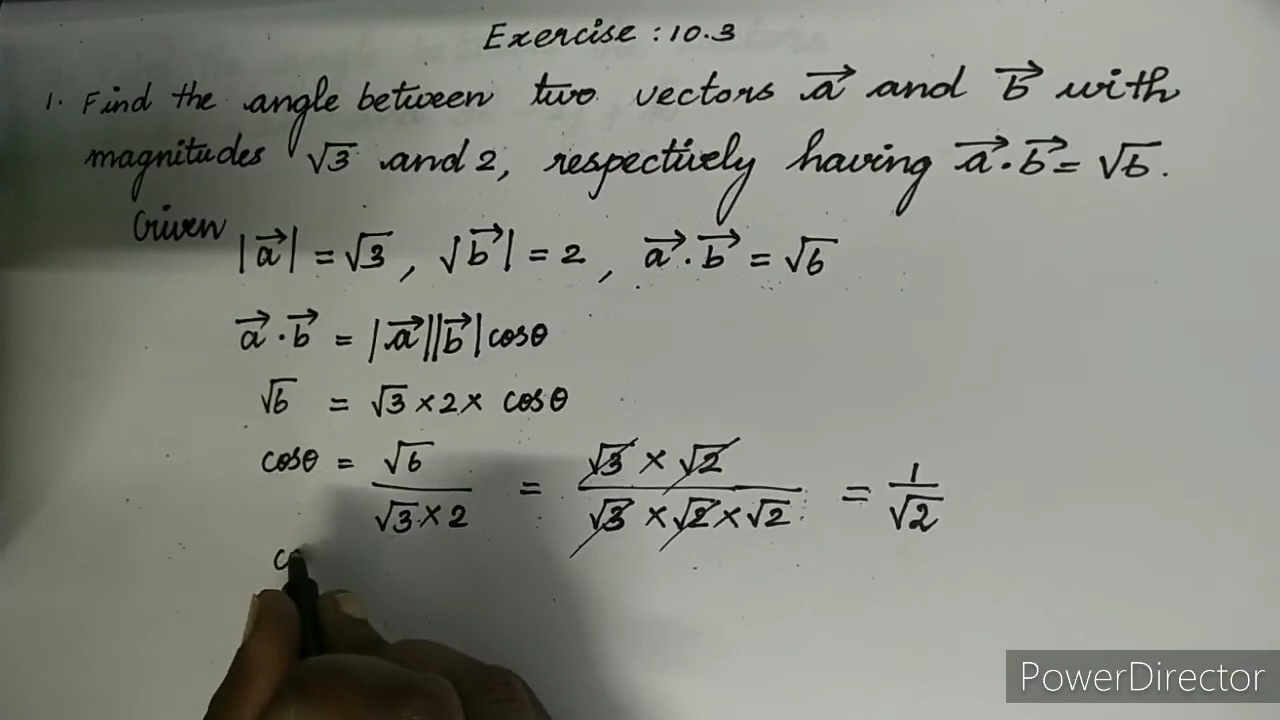 Exercise : 10.3
1. Find the angle between two vectors a⃗ and b⃗ with
magnitudes √3 and 2, respectively having a⃗ · b⃗ = √6.
Given
|a⃗| = √3 , |b⃗| = 2 , a⃗ · b⃗ = √6
a⃗ · b⃗ = |a⃗||b⃗| cosθ
√6 = √3 × 2 × cosθ
cosθ = √6 / (√3 × 2) = (√3 × √2) / (√3 × √2 × √2) = 1/√2
co
PowerDirector